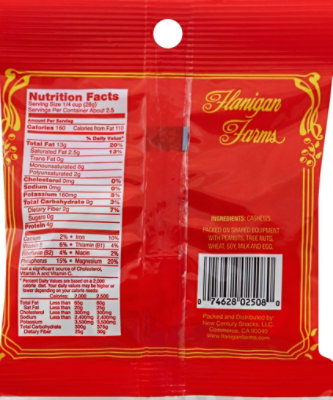 Nutrition Facts
Serving Size 1/4 cup (28g)
Servings Per Container About 2.5
Amount Per Serving
Calories 160 Calories from Fat 110
% Daily Value*
Total Fat 13g 20%
Saturated Fat 2.5g 13%
Trans Fat 0g
Monounsaturated 8g
Polyunsaturated 2g
Cholesterol 0mg 0%
Sodium 0mg 0%
Potassium 160mg 5%
Total Carbohydrate 9g 3%
Dietary Fiber 2g 7%
Sugars 0g
Protein 4g
Calcium 2% • Iron 10%
6% • Thiamin (B1) 4%
Riboflavin (B2) 4% • Niacin 2%
Phosphorus 15% • Magnesium 20%
Not a significant source of Cholesterol,
Vitamin A and Vitamin C.
* Percent Daily Values are based on a 2,000
calorie diet. Your daily values may be higher or
lower depending on your calorie needs:
Calories: 2,000 2,500
Total Fat Less than 65g 80g
Sat Fat Less than 20g 25g
Cholesterol Less than 300mg 300mg
Sodium Less than 2,400mg 2,400mg
Potassium 3,500mg 3,500mg
Total Carbohydrate 300g 375g
Dietary Fiber 25g 30g
Flanigan
Farms®
INGREDIENTS: CASHEWS.
PACKED ON SHARED EQUIPMENT
WITH PEANUTS, TREE NUTS,
WHEAT, SOY, MILK AND EGG.
0 74628 02508 0
Packed and Distributed by:
New Century Snacks, LLC.
Commerce, CA 90040
www.flaniganfarms.com